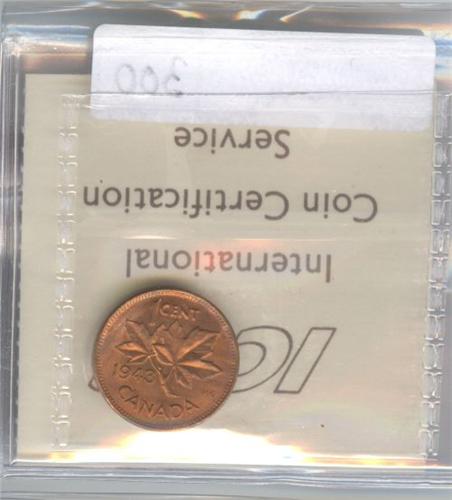 300
International
Coin Certification
Service
1 CENT
1943
CANADA